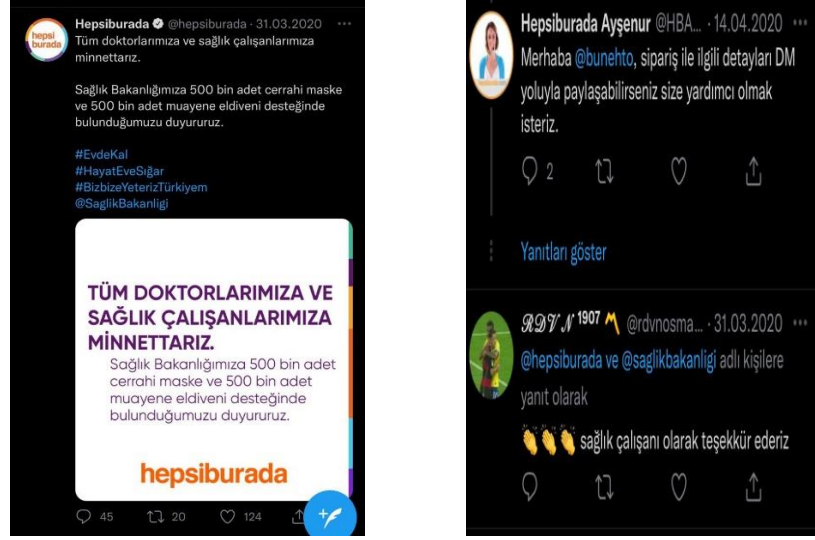 Hepsiburada @hepsiburada · 31.03.2020 ···
Tüm doktorlarımıza ve sağlık çalışanlarımıza
minnettarız.
Sağlık Bakanlığımıza 500 bin adet cerrahi maske
ve 500 bin adet muayene eldiveni desteğinde
bulunduğumuzu duyururuz.
#EvdeKal
#HayatEveSığar
#BizbizeYeterizTürkiyem
@SaglikBakanligi
hepsi
burada
TÜM DOKTORLARIMIZA VE
SAĞLIK ÇALIŞANLARIMIZA
MİNNETTARIZ.
Sağlık Bakanlığımıza 500 bin adet
cerrahi maske ve 500 bin adet
muayene eldiveni desteğinde
bulunduğumuzu duyururuz.
hepsiburada
45 20 124
Hepsiburada Ayşenur @HBA... · 14.04.2020 ···
Merhaba @bunehto, sipariş ile ilgili detayları DM
yoluyla paylaşabilirseniz size yardımcı olmak
isteriz.
2
Yanıtları göster
ℛDV N 1907 @rdvnosma... · 31.03.2020 ···
@hepsiburada ve @saglikbakanligi adlı kişilere
yanıt olarak
👏👏👏 sağlık çalışanı olarak teşekkür ederiz